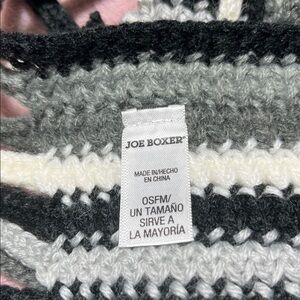 JOE BOXER
MADE IN/HECHO
EN CHINA
OSFM/
UN TAMAÑO
SIRVE A
LA MAYORÍA